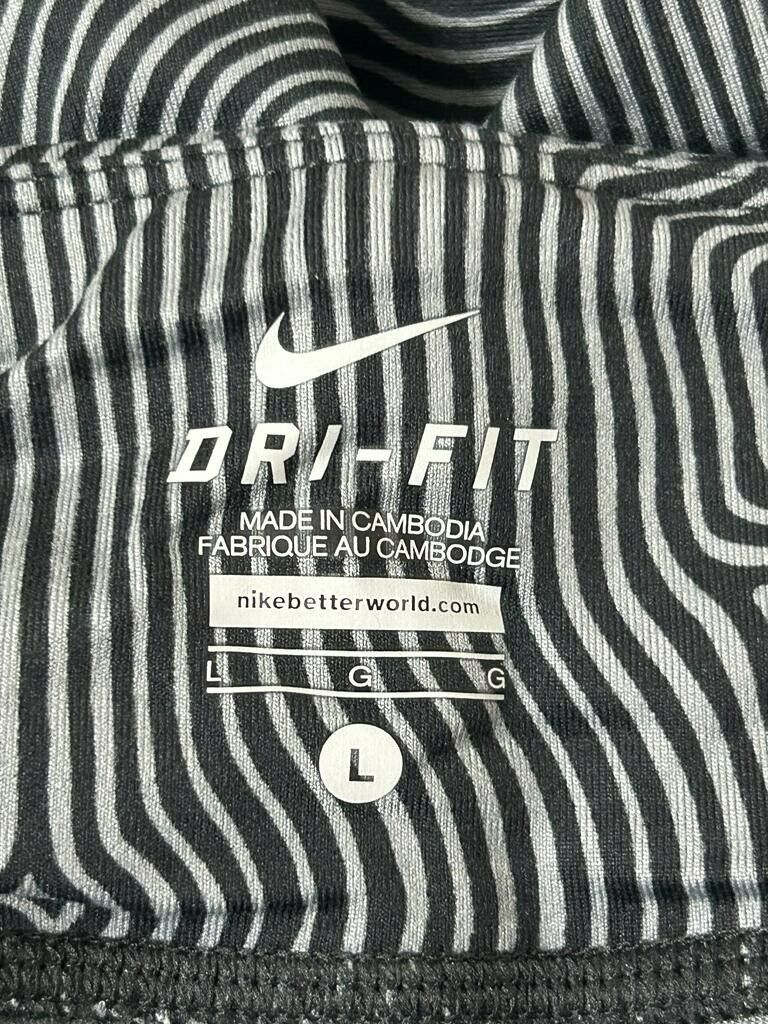 DRI-FIT
MADE IN CAMBODIA
FABRIQUE AU CAMBODGE
nikebetterworld.com
L G G
L